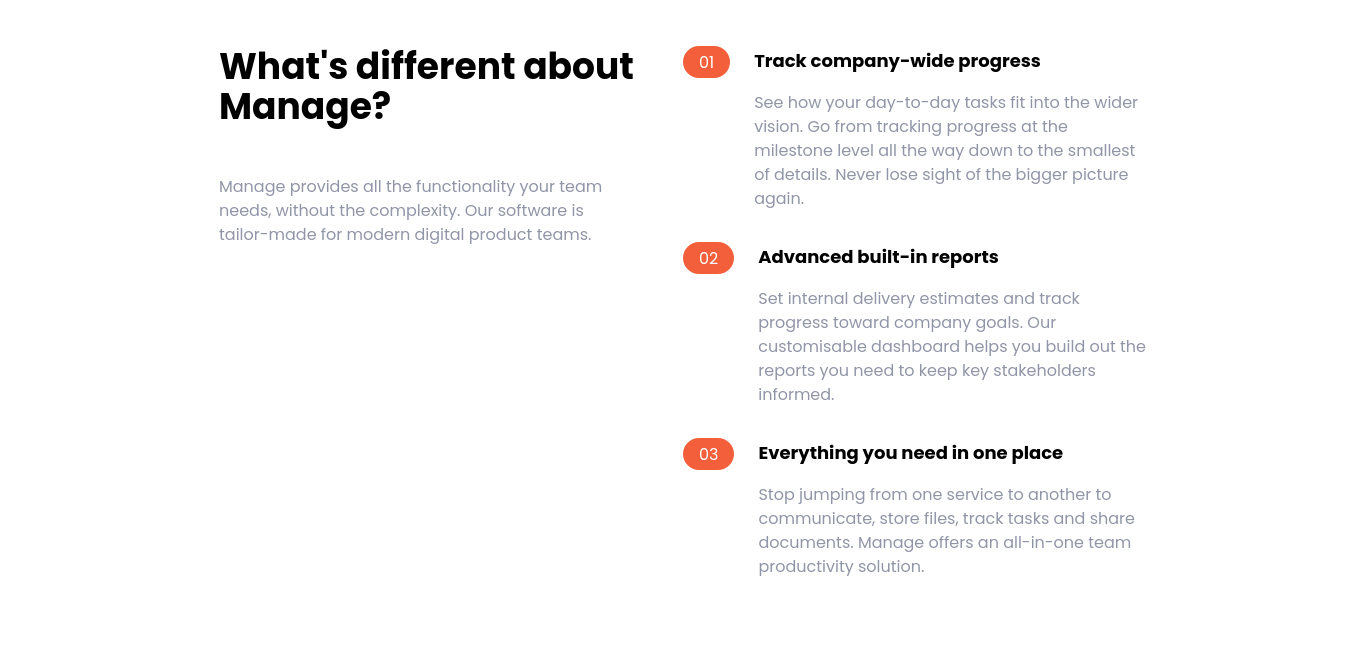 What's different about
Manage?
Manage provides all the functionality your team
needs, without the complexity. Our software is
tailor-made for modern digital product teams.
01
Track company-wide progress
See how your day-to-day tasks fit into the wider
vision. Go from tracking progress at the
milestone level all the way down to the smallest
of details. Never lose sight of the bigger picture
again.
02
Advanced built-in reports
Set internal delivery estimates and track
progress toward company goals. Our
customisable dashboard helps you build out the
reports you need to keep key stakeholders
informed.
03
Everything you need in one place
Stop jumping from one service to another to
communicate, store files, track tasks and share
documents. Manage offers an all-in-one team
productivity solution.